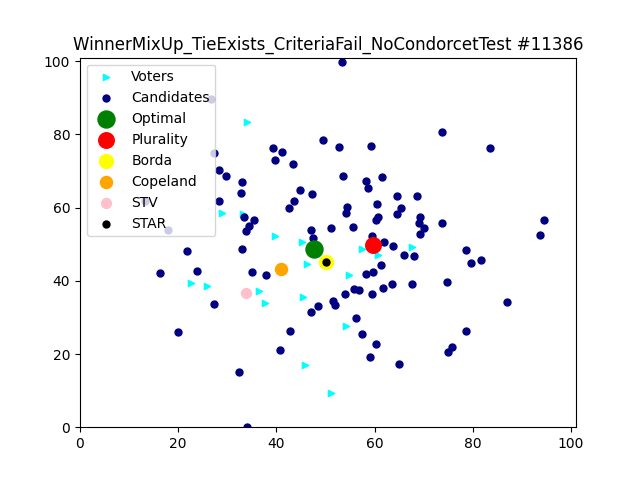 WinnerMixUp_TieExists_CriteriaFail_NoCondorcetTest #11386
100
80
60
40
20
0
0
20
40
60
80
100
Voters
Candidates
Optimal
Plurality
Borda
Copeland
STV
STAR